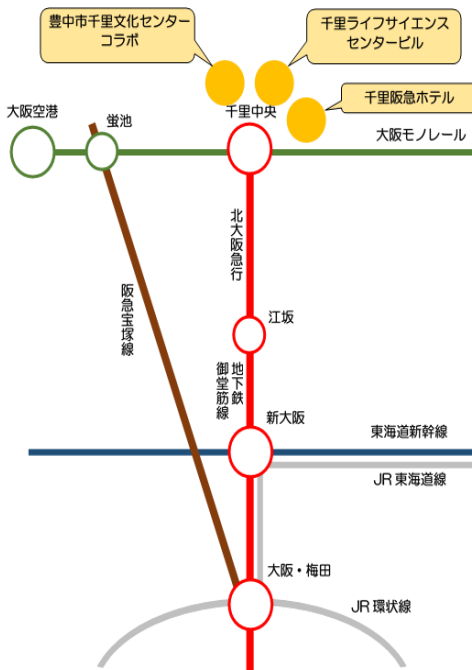 豊中市千里文化センター
コラボ
千里ライフサイエンス
センタービル
千里阪急ホテル
大阪空港
蛍池
千里中央
大阪モノレール
北大阪急行
阪急宝塚線
江坂
地下鉄
御堂筋線
新大阪
東海道新幹線
JR東海道線
大阪・梅田
JR環状線